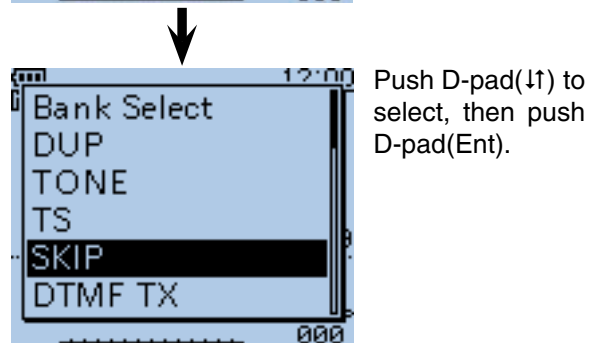 12:00
Bank Select
DUP
TONE
TS
SKIP
DTMF TX
000
Push D-pad(↓↑) to
select, then push
D-pad(Ent).